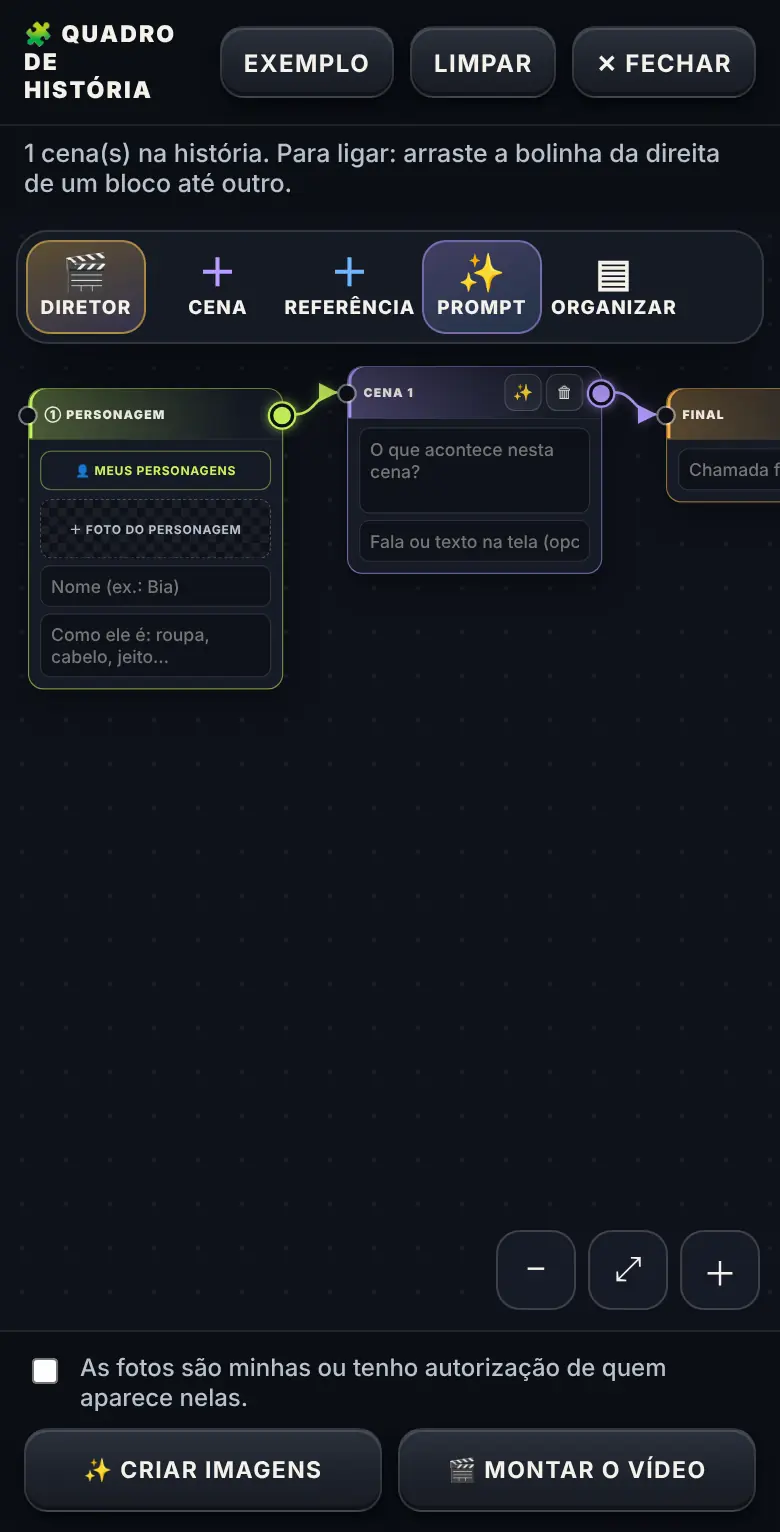 🧩 QUADRO
DE
HISTÓRIA
EXEMPLO
LIMPAR
✕ FECHAR
1 cena(s) na história. Para ligar: arraste a bolinha da direita
de um bloco até outro.
DIRETOR
CENA
REFERÊNCIA
PROMPT
ORGANIZAR
① PERSONAGEM
👤 MEUS PERSONAGENS
+ FOTO DO PERSONAGEM
Nome (ex.: Bia)
Como ele é: roupa,
cabelo, jeito...
CENA 1
O que acontece nesta
cena?
Fala ou texto na tela (opc
FINAL
Chamada f
As fotos são minhas ou tenho autorização de quem
aparece nelas.
✨ CRIAR IMAGENS
🎬 MONTAR O VÍDEO